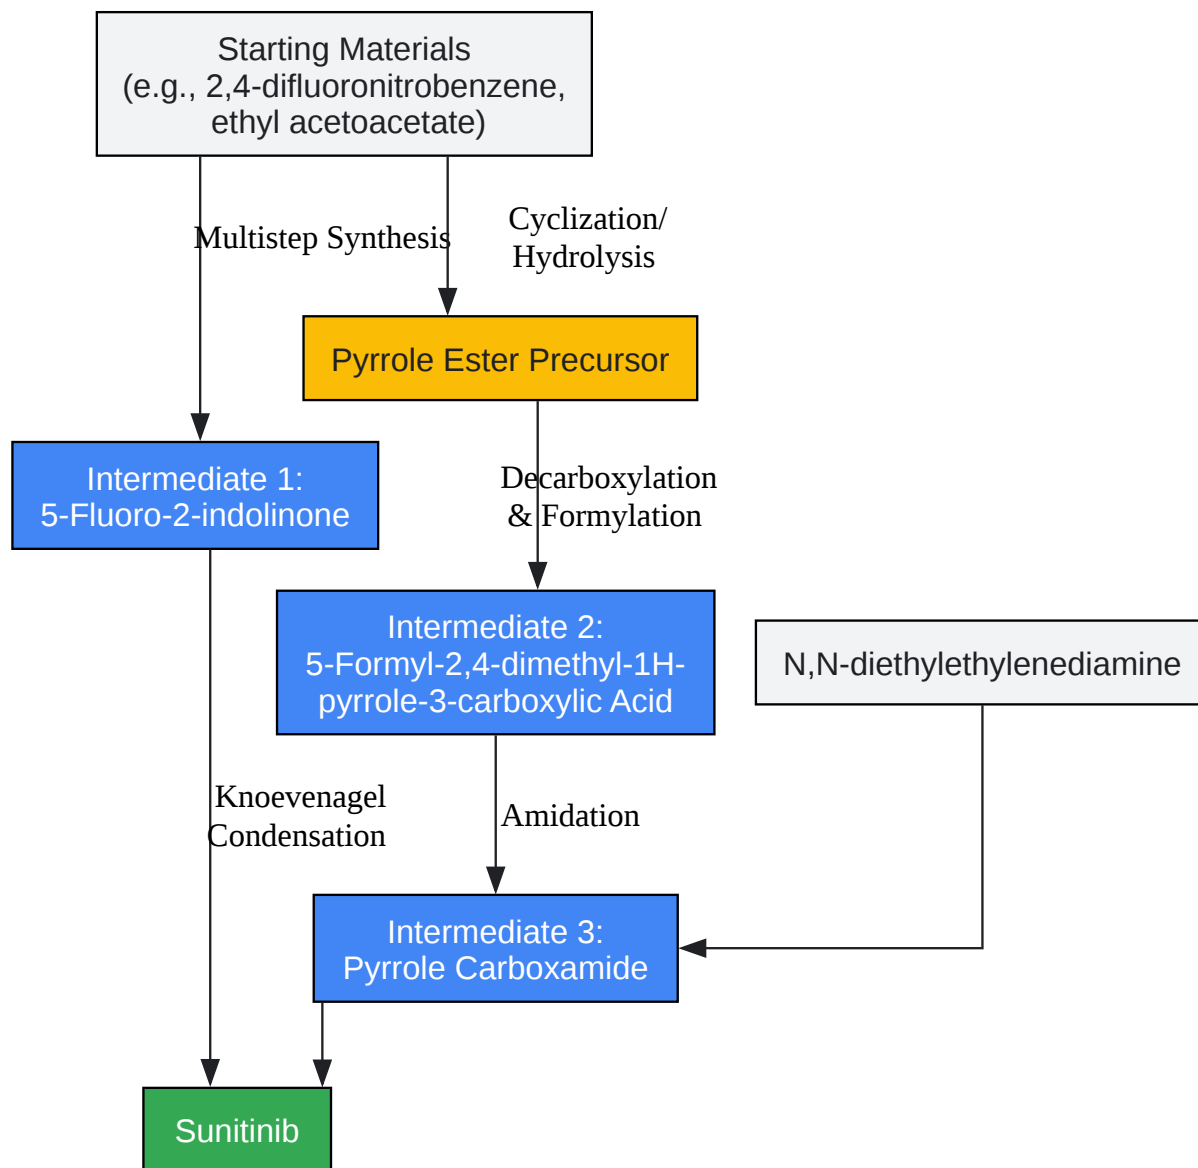 Starting Materials
(e.g., 2,4-difluoronitrobenzene,
ethyl acetoacetate)
Multistep Synthesis
Cyclization/
Hydrolysis
Pyrrole Ester Precursor
Intermediate 1:
5-Fluoro-2-indolinone
Decarboxylation
& Formylation
Intermediate 2:
5-Formyl-2,4-dimethyl-1H-
pyrrole-3-carboxylic Acid
N,N-diethylethylenediamine
Knoevenagel
Condensation
Amidation
Intermediate 3:
Pyrrole Carboxamide
Sunitinib